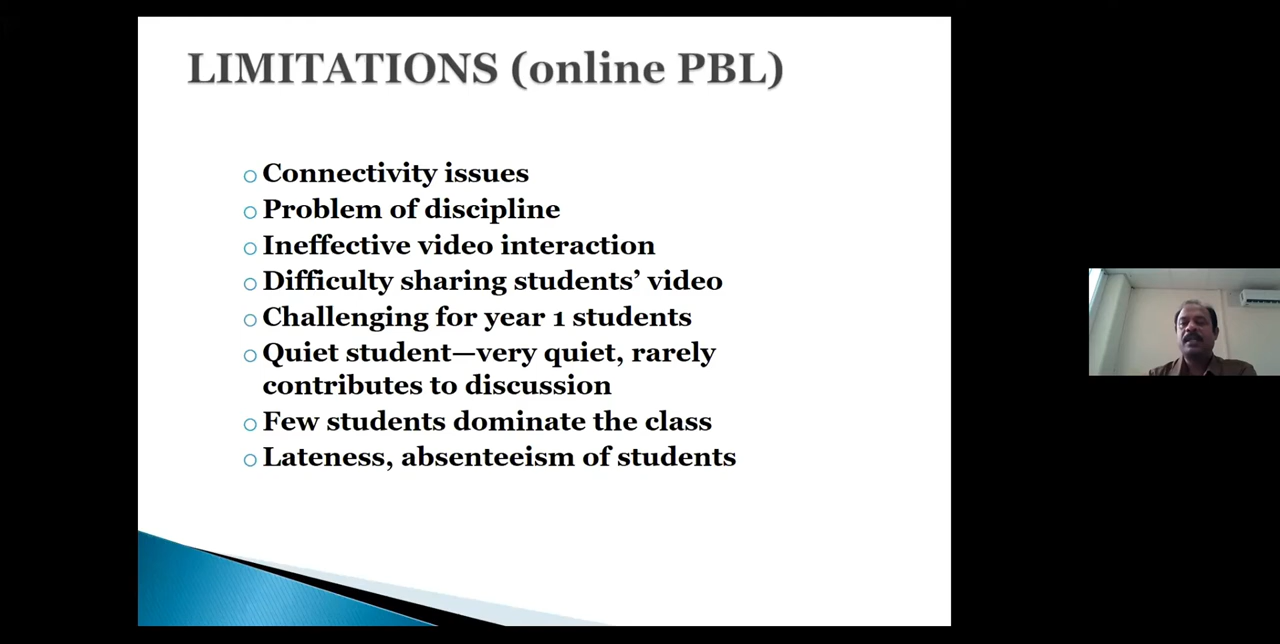 LIMITATIONS (online PBL)
Connectivity issues
Problem of discipline
Ineffective video interaction
Difficulty sharing students’ video
Challenging for year 1 students
Quiet student—very quiet, rarely
contributes to discussion
Few students dominate the class
Lateness, absenteeism of students